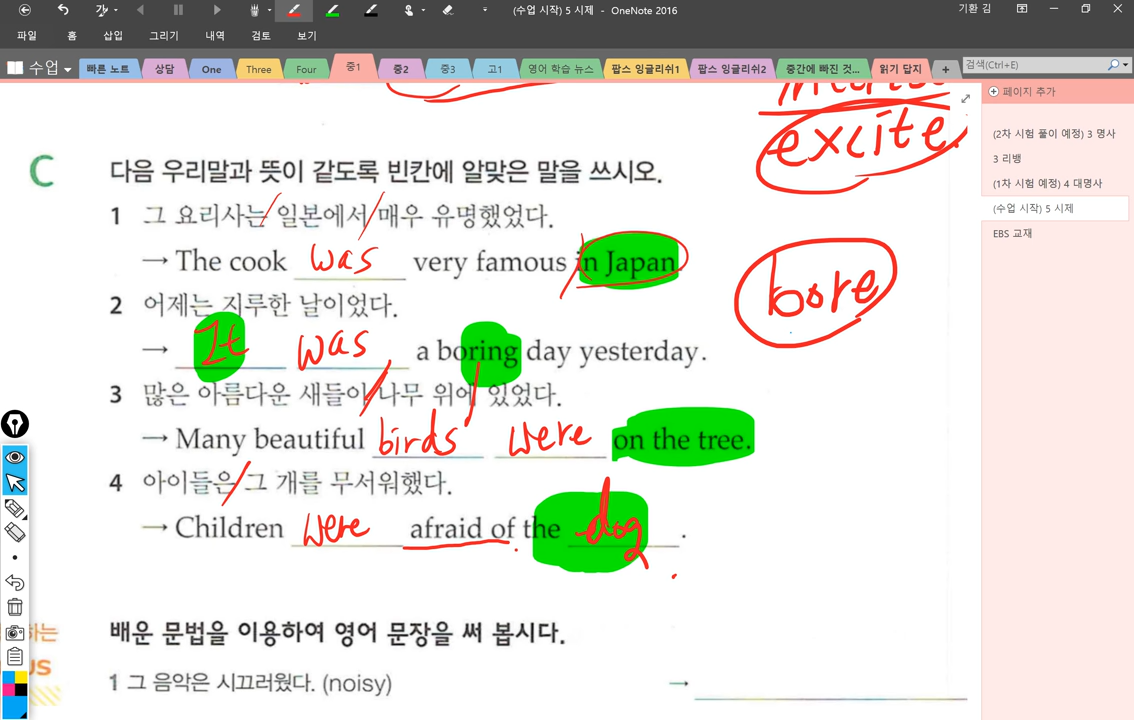 (수업 시작) 5 시제 - OneNote 2016
기환 김
파일 홈 삽입 그리기 내역 검토 보기
수업 빠른 노트 상담 One Three Four 중1 중2 중3 고1 영어 학습 뉴스 팝스 잉글리쉬1 팝스 잉글리쉬2 중간에 빠진 것... 읽기 답지 + 검색(Ctrl+E)
페이지 추가
(2차 시험 풀이 예정) 3 명사
3 리뱅
(1차 시험 예정) 4 대명사
(수업 시작) 5 시제
EBS 교재
excite.
bore
C 다음 우리말과 뜻이 같도록 빈칸에 알맞은 말을 쓰시오.
1 그 요리사는 일본에서 매우 유명했었다.
→ The cook was very famous in Japan
2 어제는 지루한 날이었다.
→ It was a boring day yesterday.
3 많은 아름다운 새들이 나무 위에 있었다.
→ Many beautiful birds were on the tree.
4 아이들은 그 개를 무서워했다.
→ Children were afraid of the dog.
배운 문법을 이용하여 영어 문장을 써 봅시다.
1 그 음악은 시끄러웠다. (noisy) →